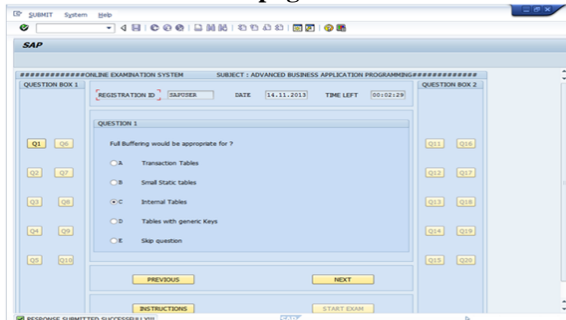 SUBMIT System Help
SAP
#############ONLINE EXAMINATION SYSTEM SUBJECT : ADVANCED BUSINESS APPLICATION PROGRAMMING#############
QUESTION BOX 1 QUESTION BOX 2
REGISTRATION ID SAPUSER DATE 14.11.2013 TIME LEFT 00:02:29
QUESTION 1
Q1 Q6 Full Buffering would be appropriate for ? Q11 Q16
A Transaction Tables
Q2 Q7 Q12 Q17
B Small Static tables
Q3 Q8 C Internal Tables Q13 Q18
D Tables with generic Keys
Q4 Q9 Q14 Q19
E Skip question
Q5 Q10 Q15 Q20
PREVIOUS NEXT
INSTRUCTIONS START EXAM
RESPONSE SUBMITTED SUCCESSFULLY!!!! SAP